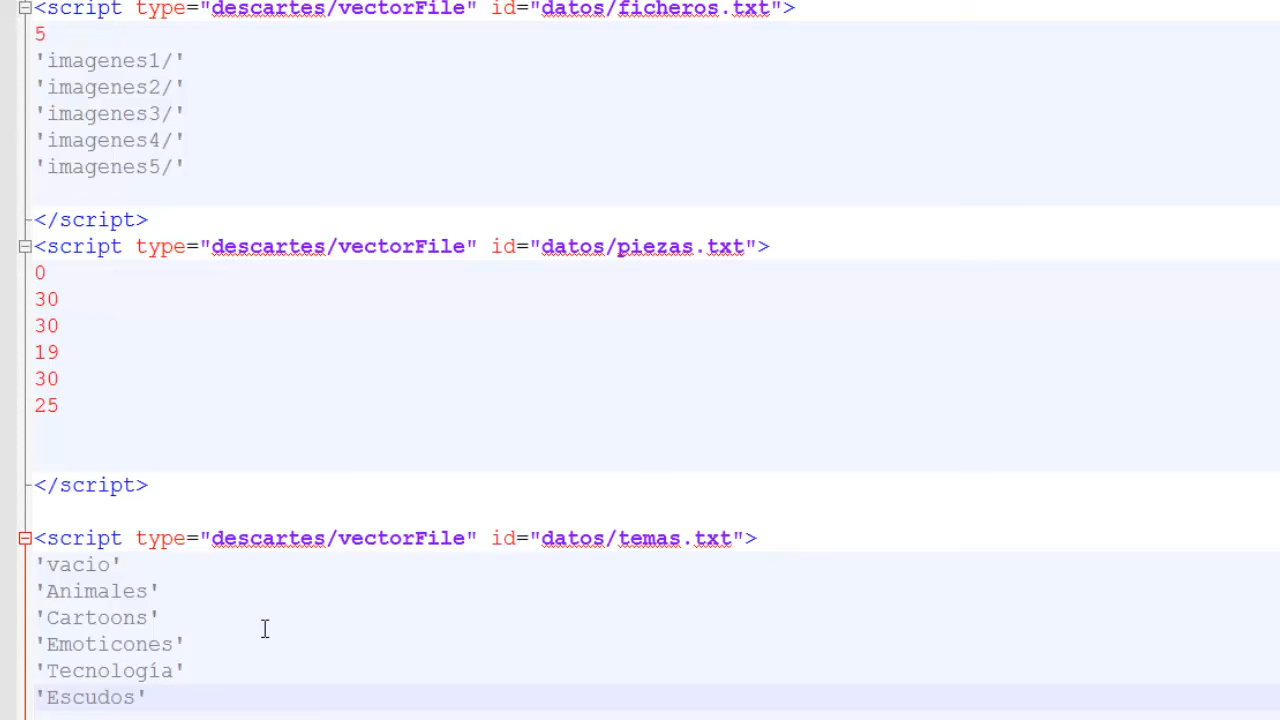 <script type="descartes/vectorFile" id="datos/ficheros.txt">
5
'imagenes1/'
'imagenes2/'
'imagenes3/'
'imagenes4/'
'imagenes5/'
</script>
<script type="descartes/vectorFile" id="datos/piezas.txt">
0
30
30
19
30
25
</script>
<script type="descartes/vectorFile" id="datos/temas.txt">
'vacio'
'Animales'
'Cartoons'
'Emoticones'
'Tecnología'
'Escudos'